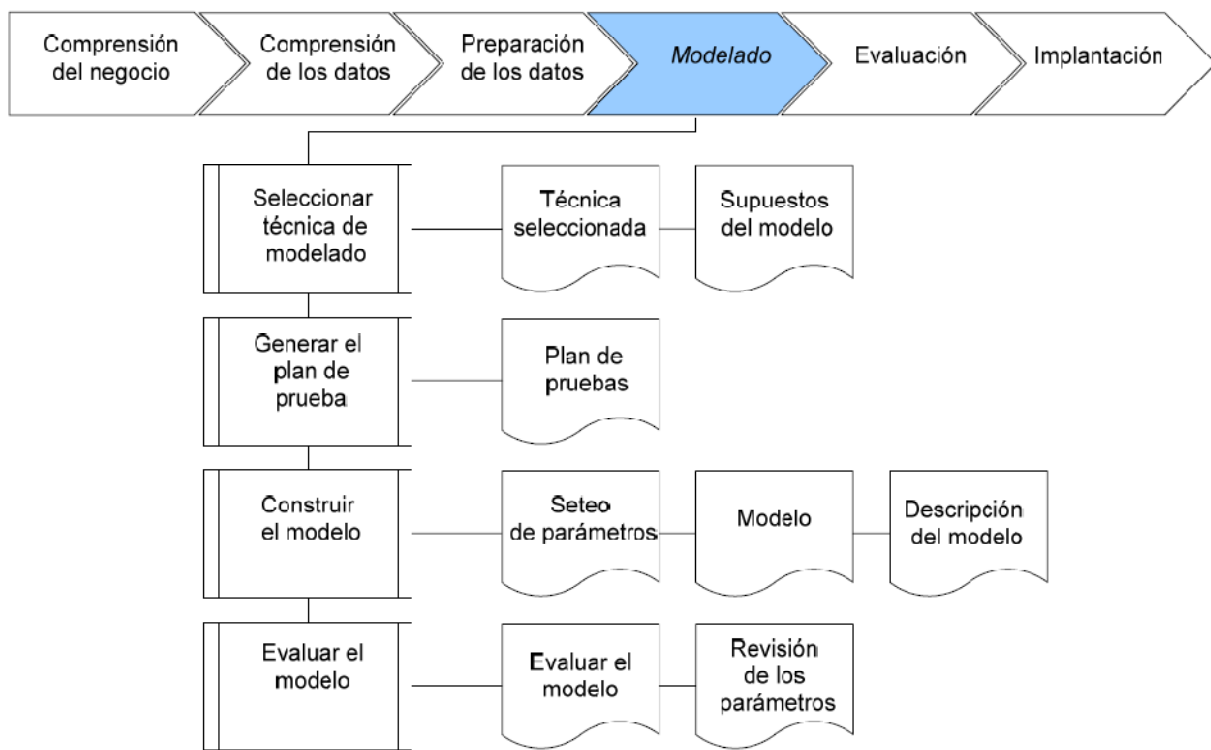 Comprensión
del negocio
Comprensión
de los datos
Preparación
de los datos
Modelado
Evaluación
Implantación
Seleccionar
técnica de
modelado
Técnica
seleccionada
Supuestos
del modelo
Generar el
plan de
prueba
Plan de
pruebas
Construir
el modelo
Seteo
de parámetros
Modelo
Descripción
del modelo
Evaluar el
modelo
Evaluar el
modelo
Revisión
de los
parámetros